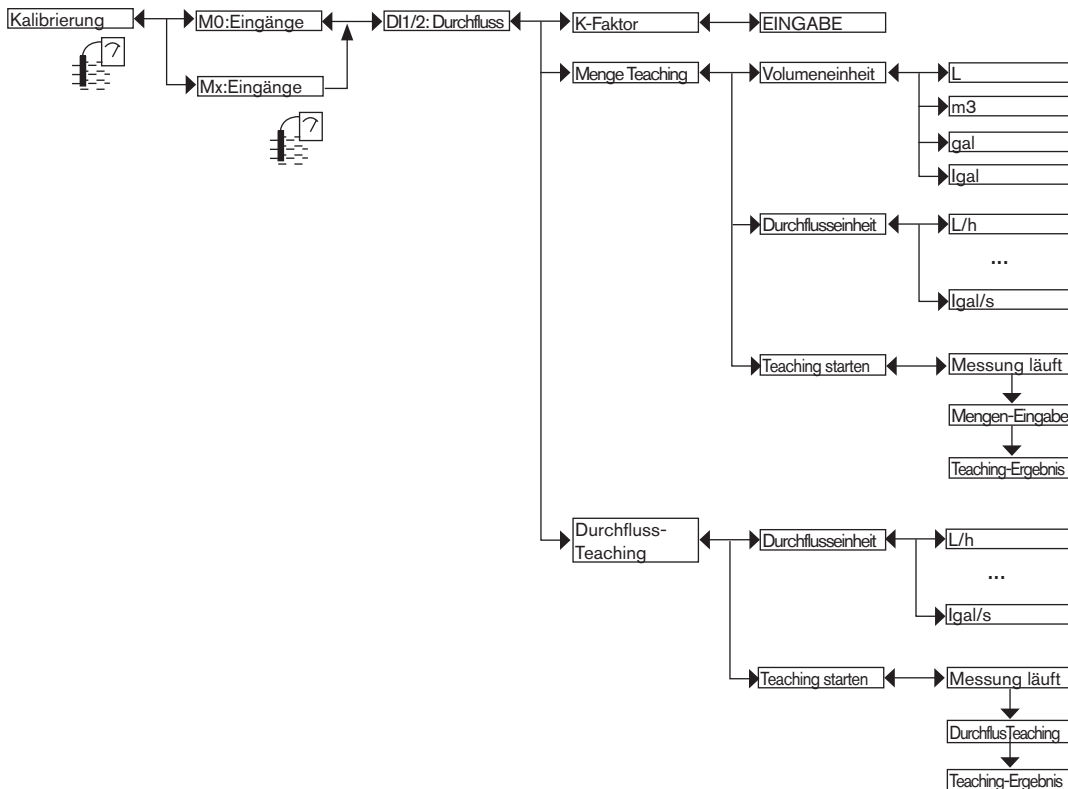 Kalibrierung
M0:Eingänge
DI1/2: Durchfluss
K-Faktor
EINGABE
Mx:Eingänge
Menge Teaching
Volumeneinheit
L
m3
gal
Igal
Durchflusseinheit
L/h
...
Igal/s
Teaching starten
Messung läuft
Mengen-Eingabe
Teaching-Ergebnis
Durchfluss-
Teaching
Durchflusseinheit
L/h
...
Igal/s
Teaching starten
Messung läuft
DurchflusTeaching
Teaching-Ergebnis